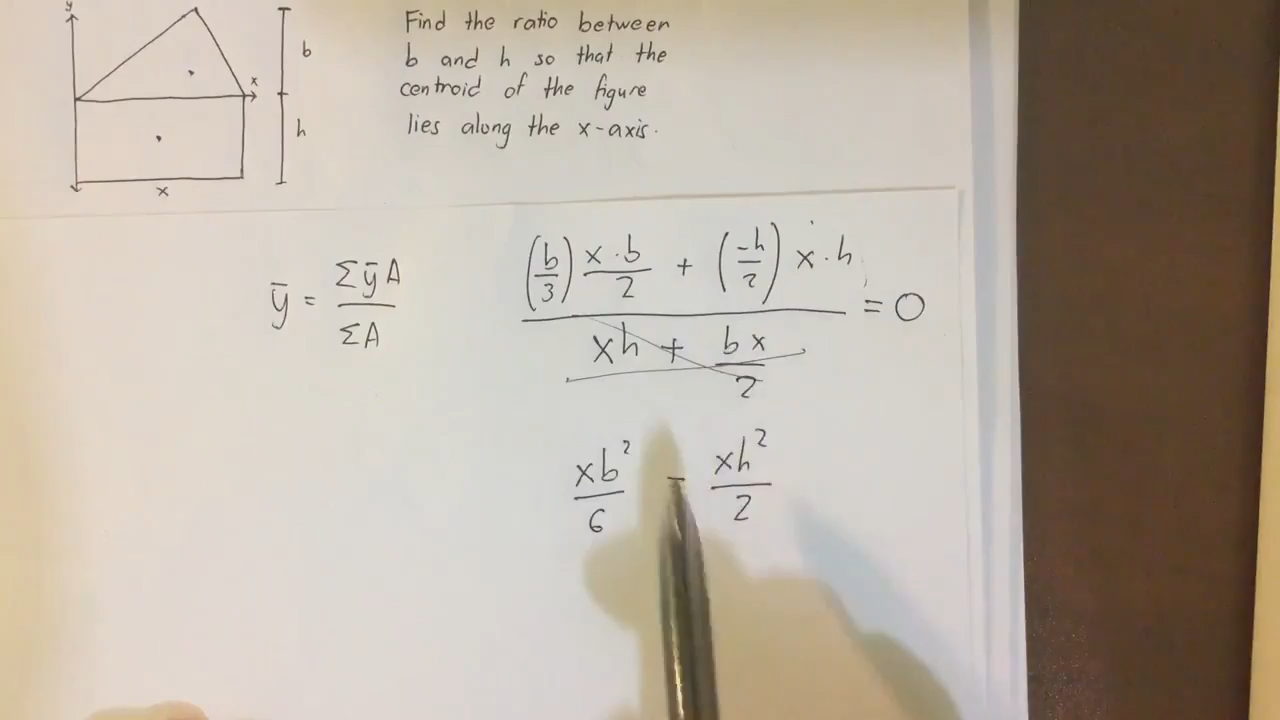 y
b
x
h
x
Find the ratio between
b and h so that the
centroid of the figure
lies along the x-axis.
ȳ = ΣȳA / ΣA
(b/3) x·b/2 + (-h/2) x·h / xh + bx/2 = 0
xb²/6 - xh²/2